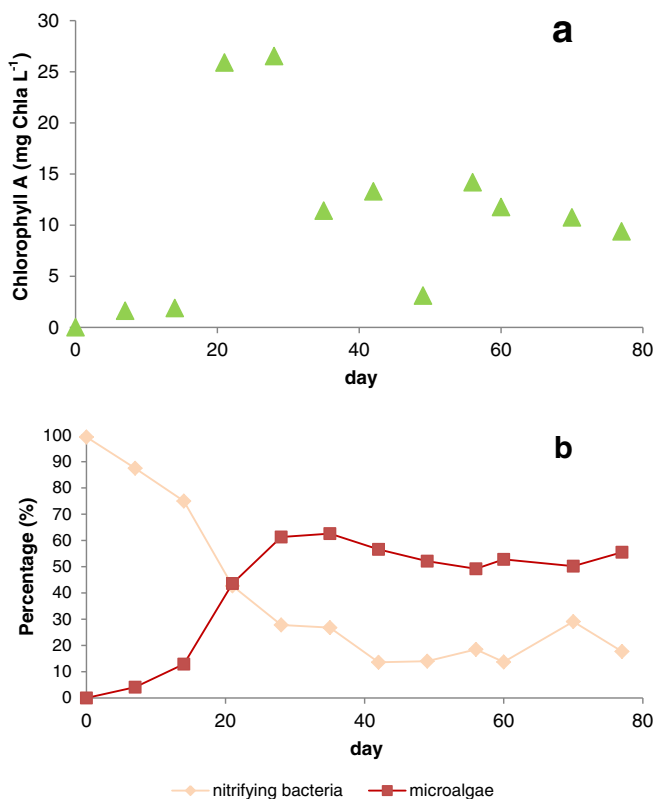 a
Chlorophyll A (mg Chla L⁻¹)
30
25
20
15
10
5
0
0 20 40 60 80
day
b
Percentage (%)
100
90
80
70
60
50
40
30
20
10
0
0 20 40 60 80
day
nitrifying bacteria microalgae